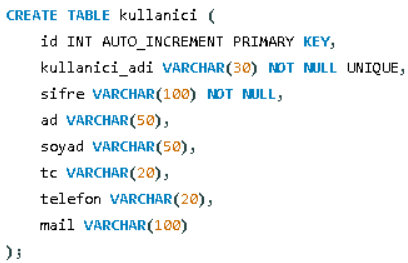 CREATE TABLE kullanici (
id INT AUTO_INCREMENT PRIMARY KEY,
kullanici_adi VARCHAR(30) NOT NULL UNIQUE,
sifre VARCHAR(100) NOT NULL,
ad VARCHAR(50),
soyad VARCHAR(50),
tc VARCHAR(20),
telefon VARCHAR(20),
mail VARCHAR(100)
);